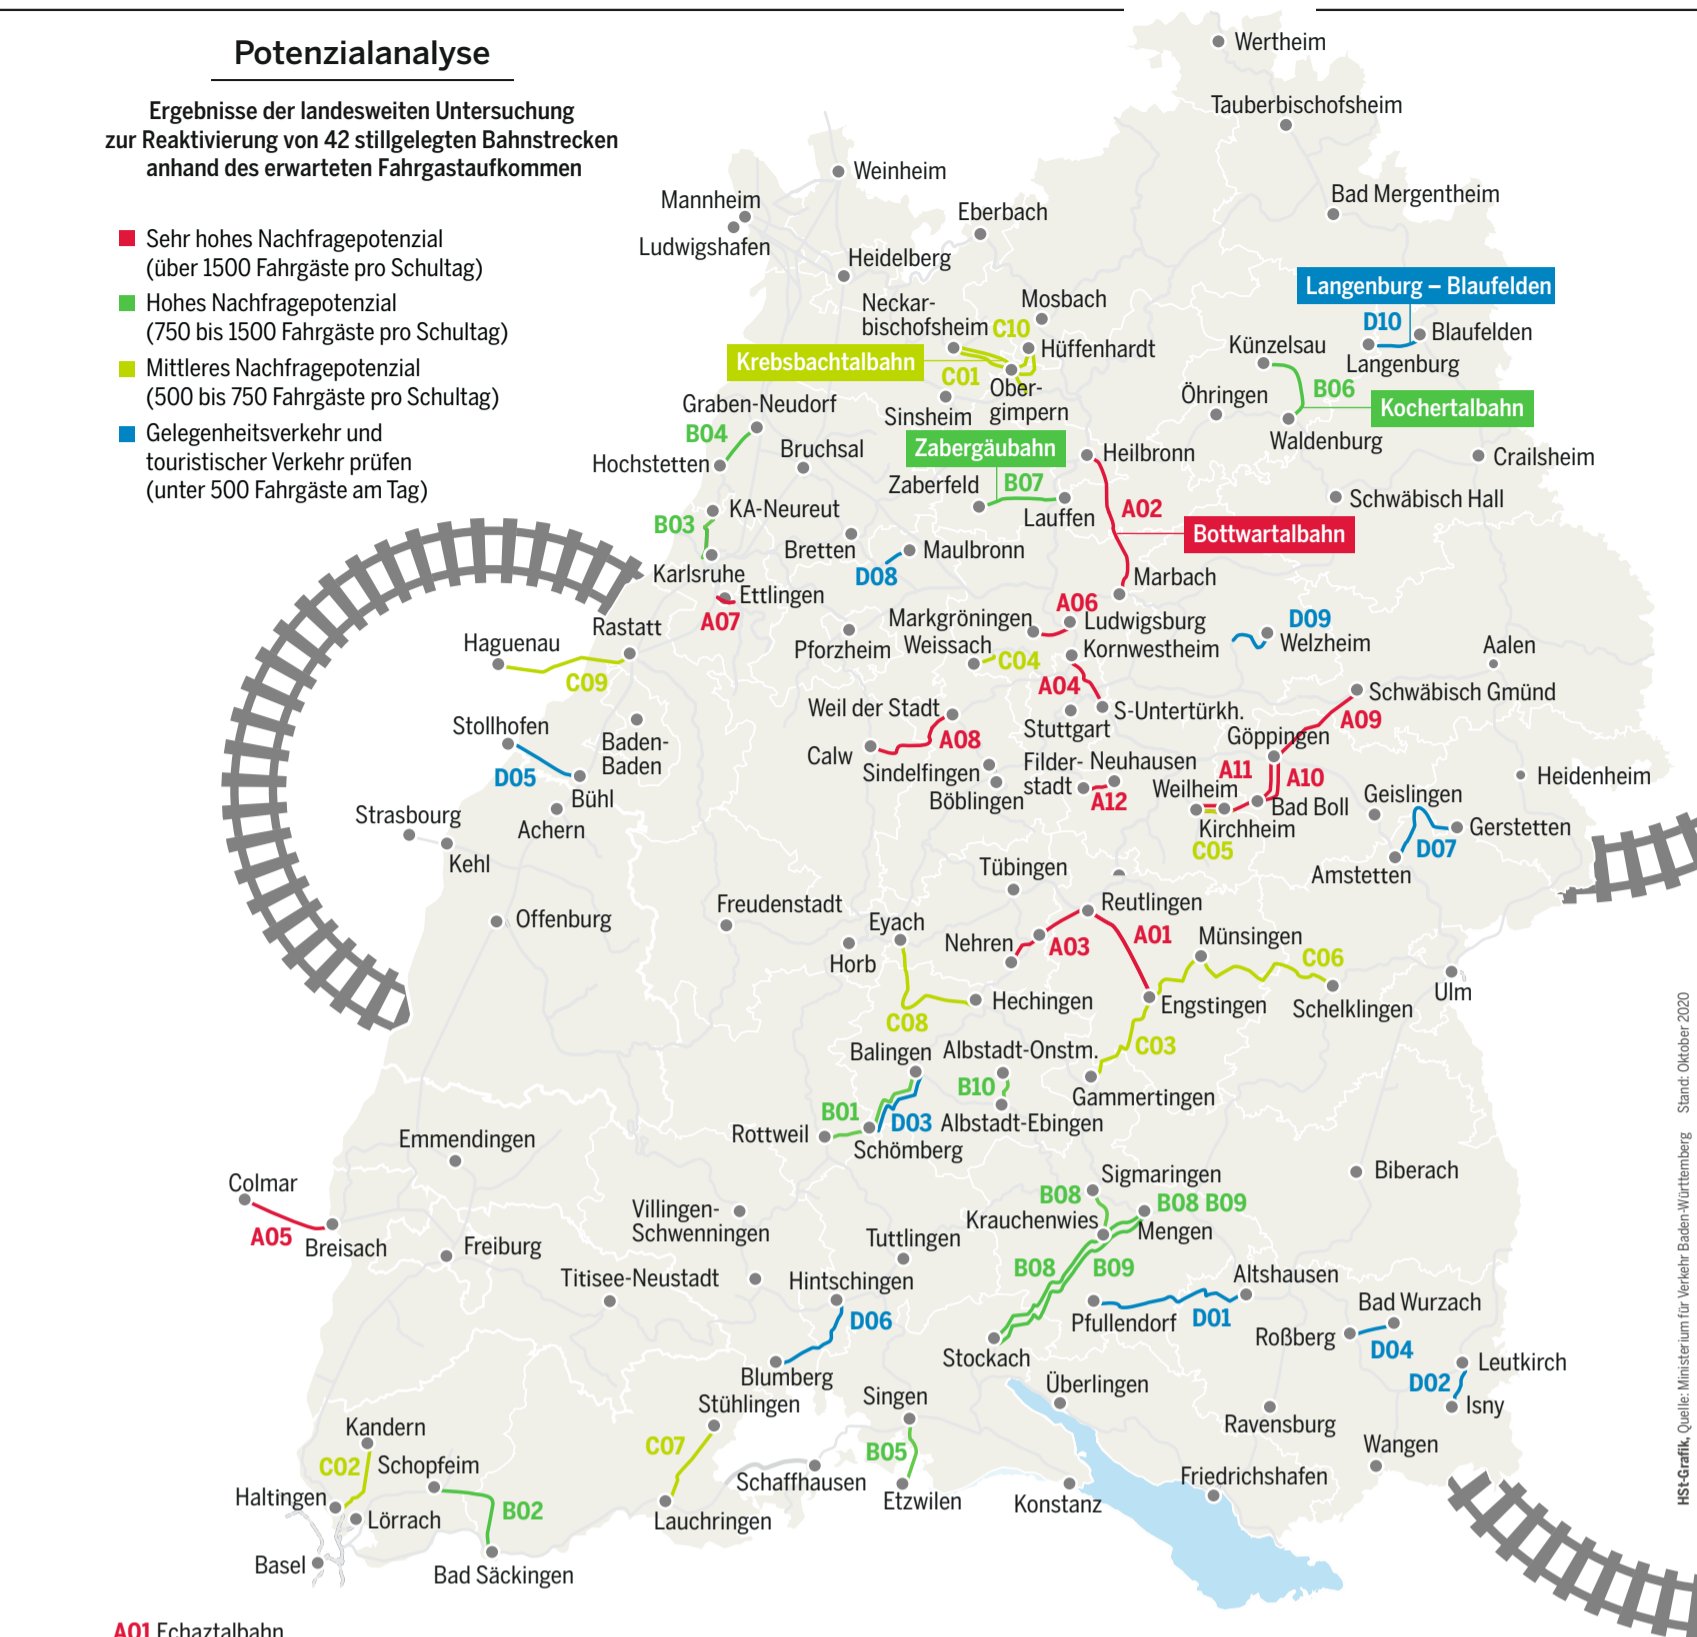 Potenzialanalyse
Ergebnisse der landesweiten Untersuchung
zur Reaktivierung von 42 stillgelegten Bahnstrecken
anhand des erwarteten Fahrgastaufkommen
Sehr hohes Nachfragepotenzial
(über 1500 Fahrgäste pro Schultag)
Hohes Nachfragepotenzial
(750 bis 1500 Fahrgäste pro Schultag)
Mittleres Nachfragepotenzial
(500 bis 750 Fahrgäste pro Schultag)
Gelegenheitsverkehr und
touristischer Verkehr prüfen
(unter 500 Fahrgäste am Tag)
Wertheim
Tauberbischofsheim
Weinheim
Mannheim
Ludwigshafen
Eberbach
Bad Mergentheim
Heidelberg
Langenburg – Blaufelden
Neckar-
bischofsheim
C10
Mosbach
D10
Blaufelden
Langenburg
Krebsbachtalbahn
C01
Hüffenhardt
Ober-
gimpern
Sinsheim
Künzelsau
B06
Öhringen
Kochertalbahn
Waldenburg
Graben-Neudorf
B04
Hochstetten
Bruchsal
Zabergäubahn
Zaberfeld
B07
Lauffen
Heilbronn
A02
Bottwartalbahn
Crailsheim
Schwäbisch Hall
KA-Neureut
B03
Karlsruhe
Bretten
D08
Maulbronn
Marbach
Ettlingen
A07
Rastatt
Haguenau
C09
Pforzheim
Markgröningen
A06
Ludwigsburg
Weissach
C04
Kornwestheim
D09
Welzheim
Aalen
A04
S-Untertürkh.
Stuttgart
Schwäbisch Gmünd
A09
Göppingen
Weil der Stadt
A08
Calw
Stollhofen
D05
Baden-
Baden
Bühl
Achern
Sindelfingen
Böblingen
Filder-
stadt
Neuhausen
A12
Weilheim
A11
A10
Bad Boll
Kirchheim
C05
Geislingen
Heidenheim
Gerstetten
D07
Amstetten
Strasbourg
Kehl
Tübingen
Offenburg
Freudenstadt
Eyach
Horb
Nehren
A03
Reutlingen
A01
Münsingen
C06
Schelklingen
Ulm
Engstingen
Hechingen
C08
C03
Gammertingen
Balingen
Albstadt-Onstm.
B10
Albstadt-Ebingen
B01
D03
Rottweil
Schömberg
Emmendingen
Colmar
A05
Breisach
Freiburg
Villingen-
Schwenningen
Tuttlingen
Sigmaringen
B08
B08 B09
Krauchenwies
Mengen
Biberach
B08
B09
Titisee-Neustadt
Hintschingen
D06
Blumberg
Altshausen
Pfullendorf
D01
Bad Wurzach
Roßberg
D04
Stockach
Leutkirch
D02
Isny
Stühlingen
C07
Lauchringen
Singen
B05
Etzwilen
Schaffhausen
Überlingen
Ravensburg
Wangen
Friedrichshafen
Konstanz
Kandern
C02
Schopfheim
Haltingen
Lörrach
B02
Basel
Bad Säckingen
A01 Echaztalbahn
HSt-Grafik, Quelle: Ministerium für Verkehr Baden-Württemberg Stand: Oktober 2020